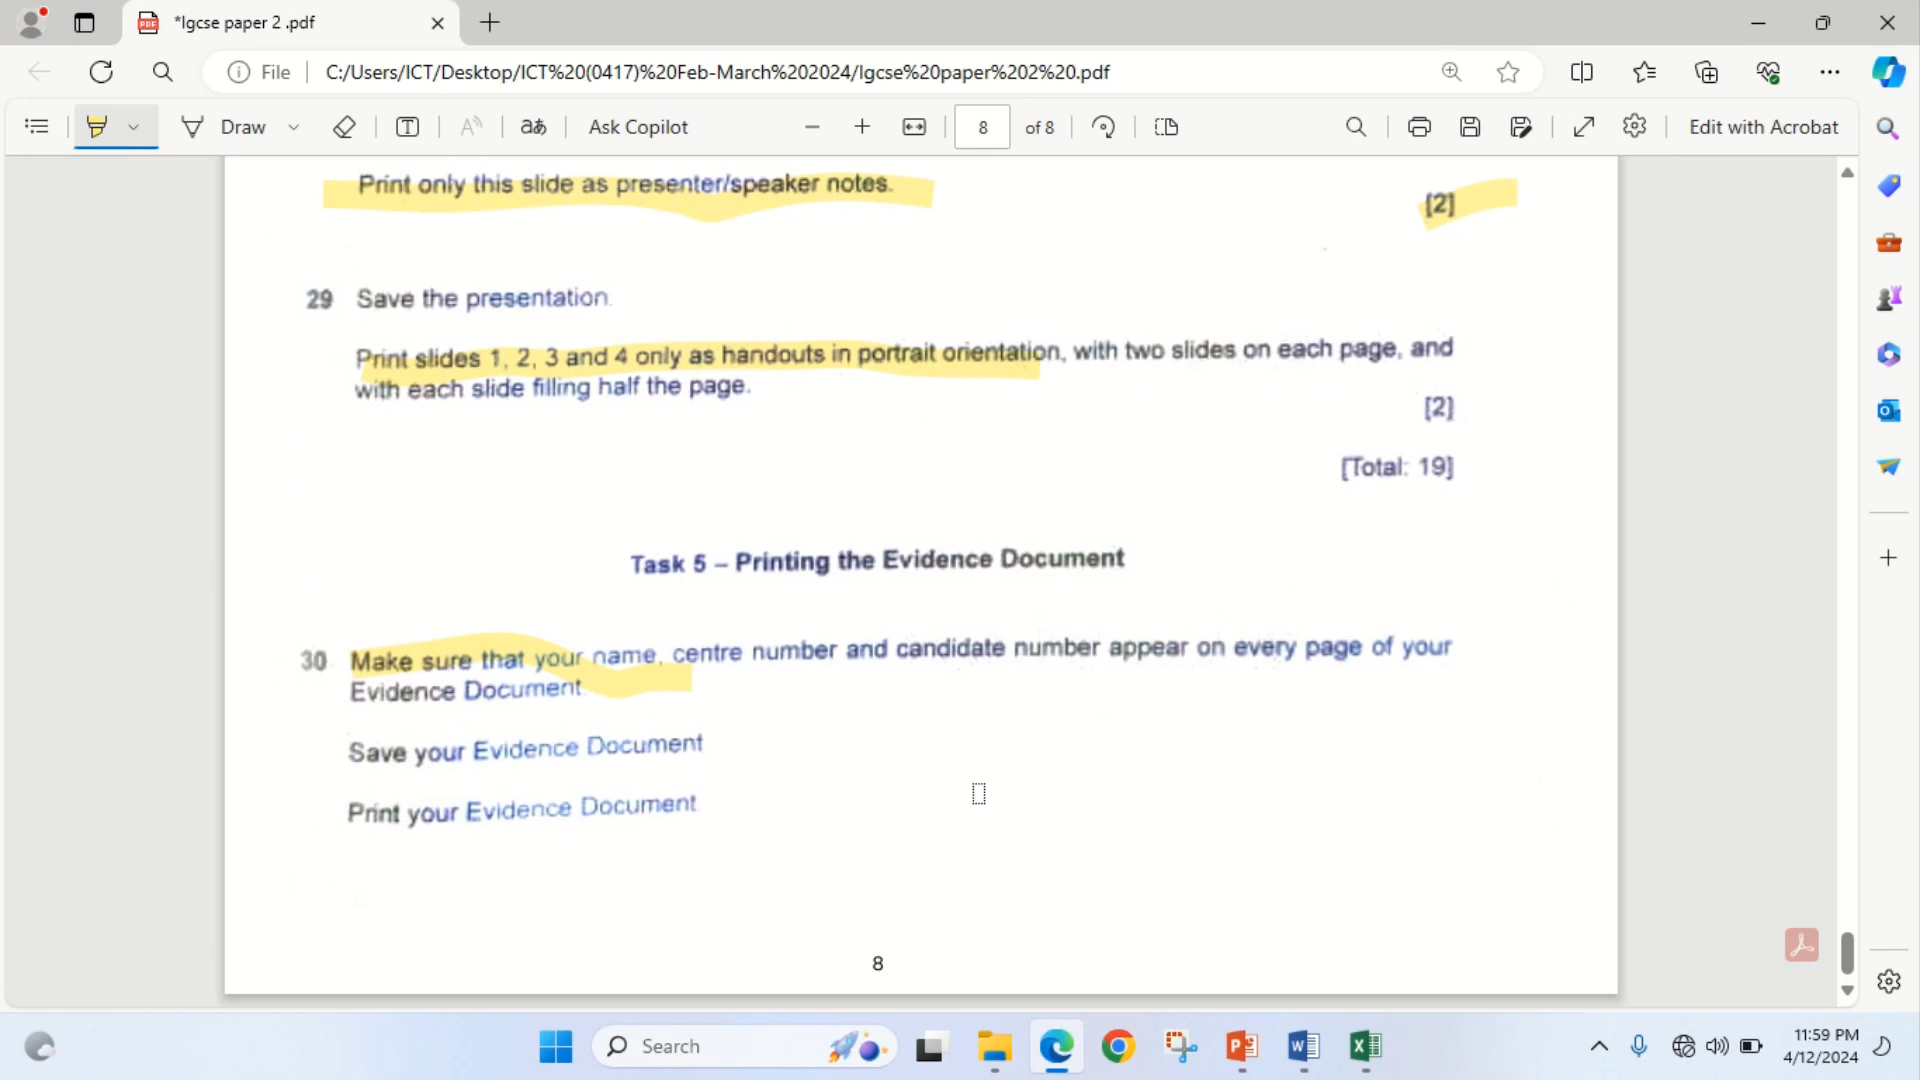 *Igcse paper 2 .pdf
File
C:/Users/ICT/Desktop/ICT%20(0417)%20Feb-March%202024/Igcse%20paper%202%20.pdf
Draw
Ask Copilot
8
of 8
Edit with Acrobat
Print only this slide as presenter/speaker notes.
[2]
29 Save the presentation.
Print slides 1, 2, 3 and 4 only as handouts in portrait orientation, with two slides on each page, and
with each slide filling half the page.
[2]
[Total: 19]
Task 5 – Printing the Evidence Document
30 Make sure that your name, centre number and candidate number appear on every page of your
Evidence Document.
Save your Evidence Document
Print your Evidence Document
8
Search
11:59 PM
4/12/2024